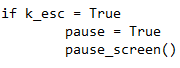 if k_esc = True
        pause = True
        pause_screen()